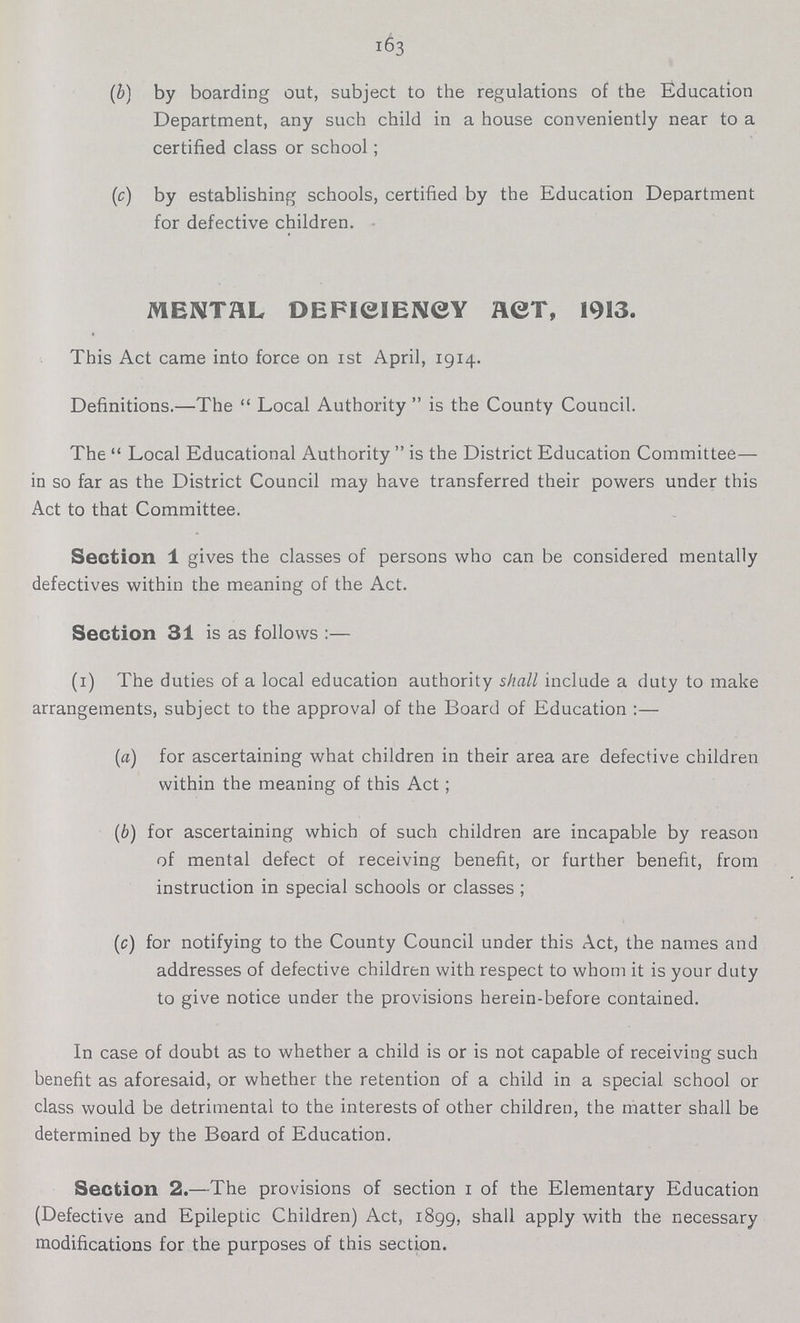 163
(b) by boarding out, subject to the regulations of the Education
Department, any such child in a house conveniently near to a
certified class or school ;
(c) by establishing schools, certified by the Education Department
for defective children.
MENTAL DEFICIENCY ACT, 1913.
This Act came into force on 1st April, 1914.
Definitions.—The “ Local Authority ” is the County Council.
The “ Local Educational Authority ” is the District Education Committee—
in so far as the District Council may have transferred their powers under this
Act to that Committee.
Section 1 gives the classes of persons who can be considered mentally
defectives within the meaning of the Act.
Section 31 is as follows :—
(1) The duties of a local education authority shall include a duty to make
arrangements, subject to the approval of the Board of Education :—
(a) for ascertaining what children in their area are defective children
within the meaning of this Act ;
(b) for ascertaining which of such children are incapable by reason
of mental defect of receiving benefit, or further benefit, from
instruction in special schools or classes ;
(c) for notifying to the County Council under this Act, the names and
addresses of defective children with respect to whom it is your duty
to give notice under the provisions herein-before contained.
In case of doubt as to whether a child is or is not capable of receiving such
benefit as aforesaid, or whether the retention of a child in a special school or
class would be detrimental to the interests of other children, the matter shall be
determined by the Board of Education.
Section 2.—The provisions of section 1 of the Elementary Education
(Defective and Epileptic Children) Act, 1899, shall apply with the necessary
modifications for the purposes of this section.